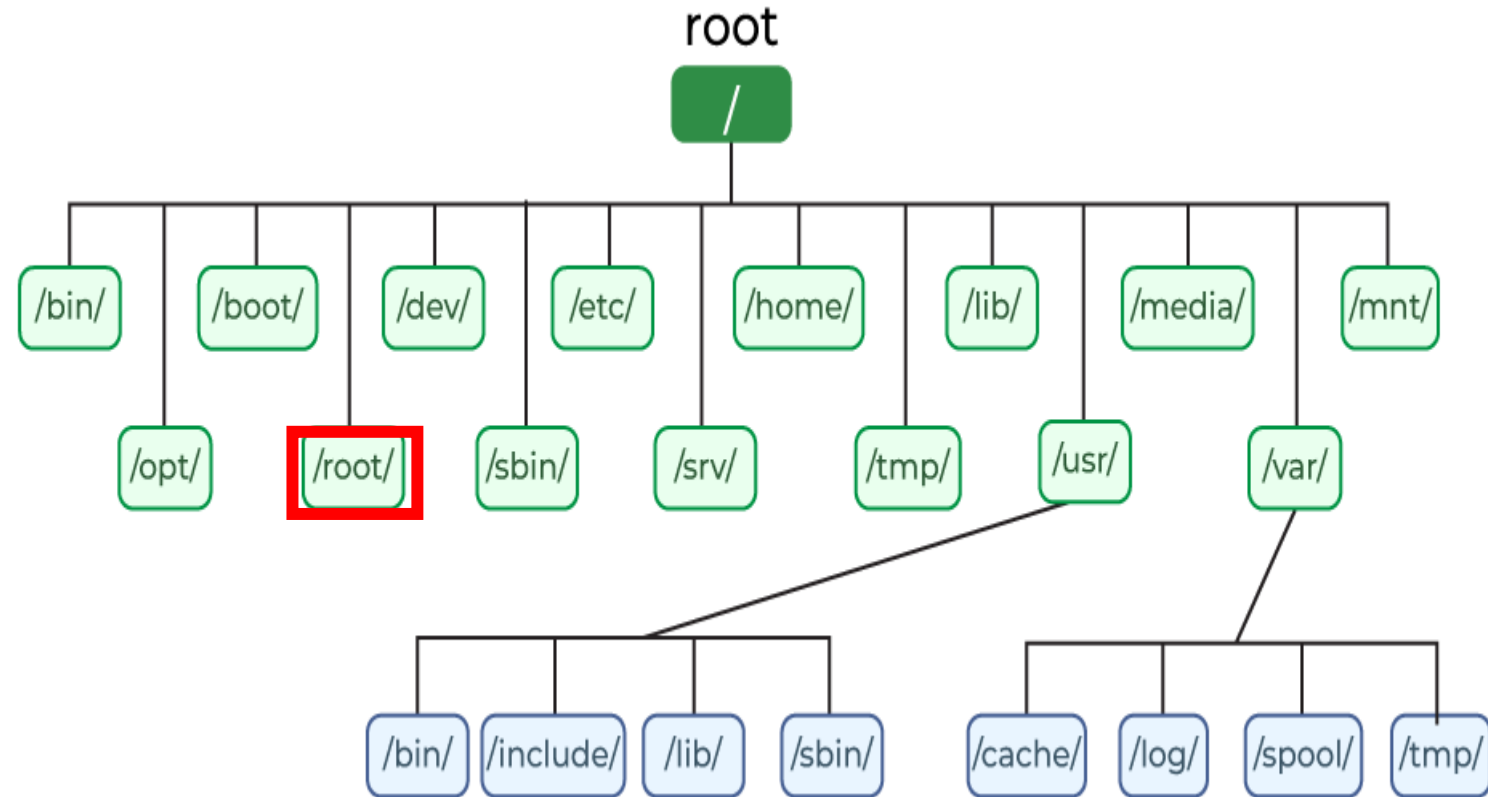 root
/
/bin/ /boot/ /dev/ /etc/ /home/ /lib/ /media/ /mnt/
/opt/ /root/ /sbin/ /srv/ /tmp/ /usr/ /var/
/bin/ /include/ /lib/ /sbin/ /cache/ /log/ /spool/ /tmp/